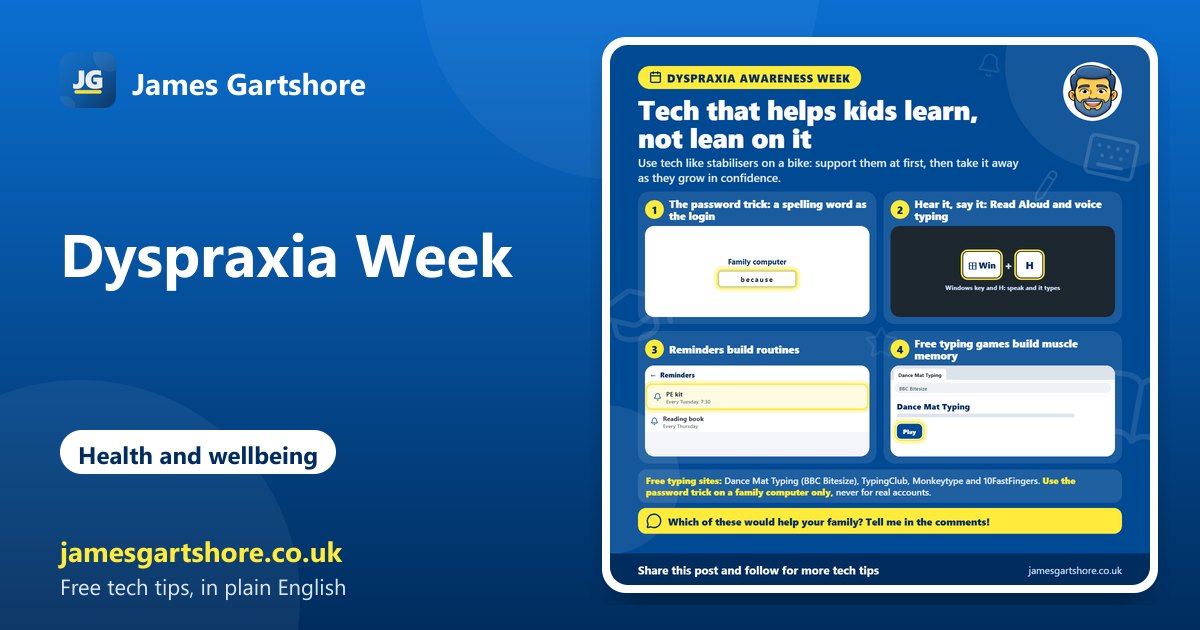 JG
James Gartshore
Dyspraxia Week
Health and wellbeing
jamesgartshore.co.uk
Free tech tips, in plain English
DYSPRAXIA AWARENESS WEEK
Tech that helps kids learn,
not lean on it
Use tech like stabilisers on a bike: support them at first, then take it away
as they grow in confidence.
1 The password trick: a spelling word as
the login
Family computer
because
2 Hear it, say it: Read Aloud and voice
typing
Win + H
Windows key and H: speak and it types
3 Reminders build routines
← Reminders
PE kit
Every Tuesday, 7:30
Reading book
Every Thursday
4 Free typing games build muscle
memory
Dance Mat Typing
BBC Bitesize
Dance Mat Typing
Play
Free typing sites: Dance Mat Typing (BBC Bitesize), TypingClub, Monkeytype and 10FastFingers. Use the
password trick on a family computer only, never for real accounts.
Which of these would help your family? Tell me in the comments!
Share this post and follow for more tech tips
jamesgartshore.co.uk